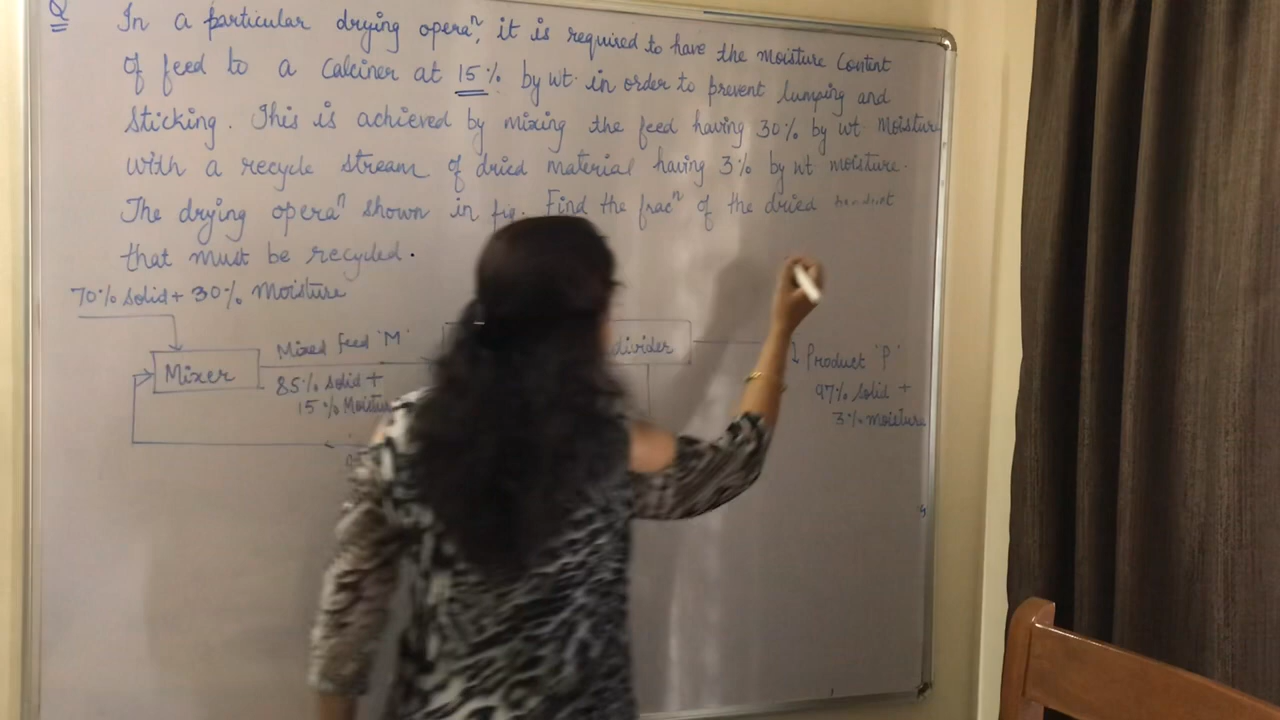 Q In a particular drying operaⁿ, it is required to have the Moisture Content
Of feed to a Calciner at 15% by wt. in order to prevent lumping and
Sticking. This is achieved by mixing the feed having 30% by wt Moisture
with a recycle stream of dried material having 3% by wt moisture.
The drying operaⁿ shown in fig. Find the fracⁿ of the dried
that must be recycled.
70% Solid + 30% Moisture
Mixer
Mixed feed 'M'
85% Solid +
15% Moisture
divider
Product 'P'
97% Solid +
3% moisture